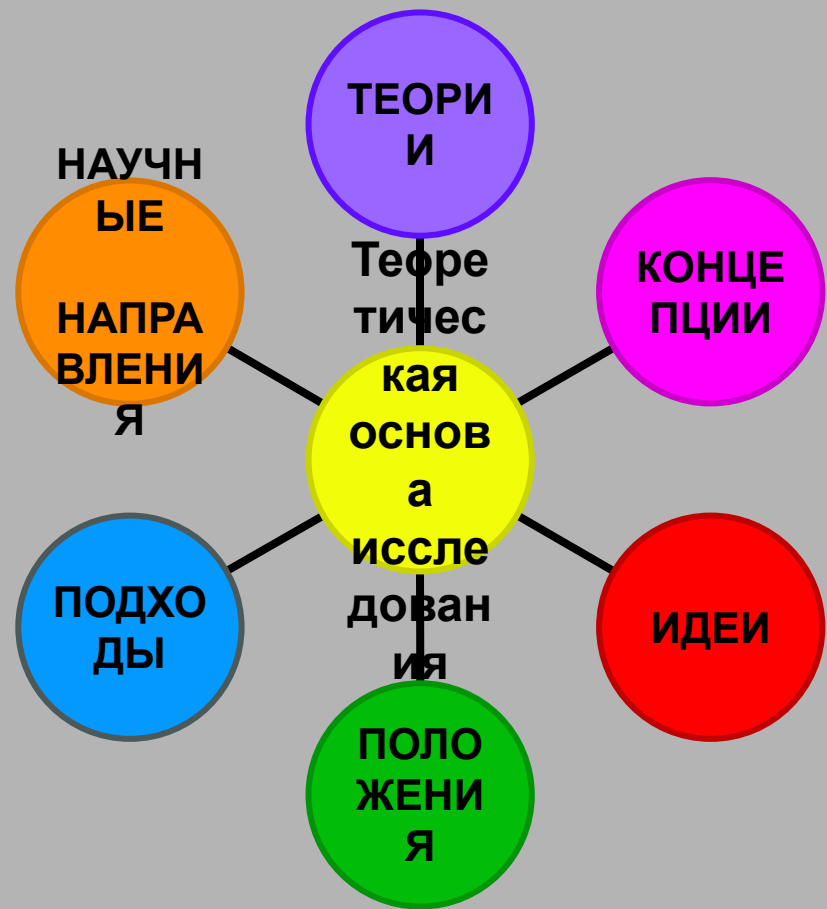 ТЕОРИ
И
НАУЧН
ЫЕ
НАПРА
ВЛЕНИ
Я
КОНЦЕ
ПЦИИ
Теоре
тичес
кая
основ
а
иссле
дован
ия
ПОДХО
ДЫ
ИДЕИ
ПОЛО
ЖЕНИ
Я